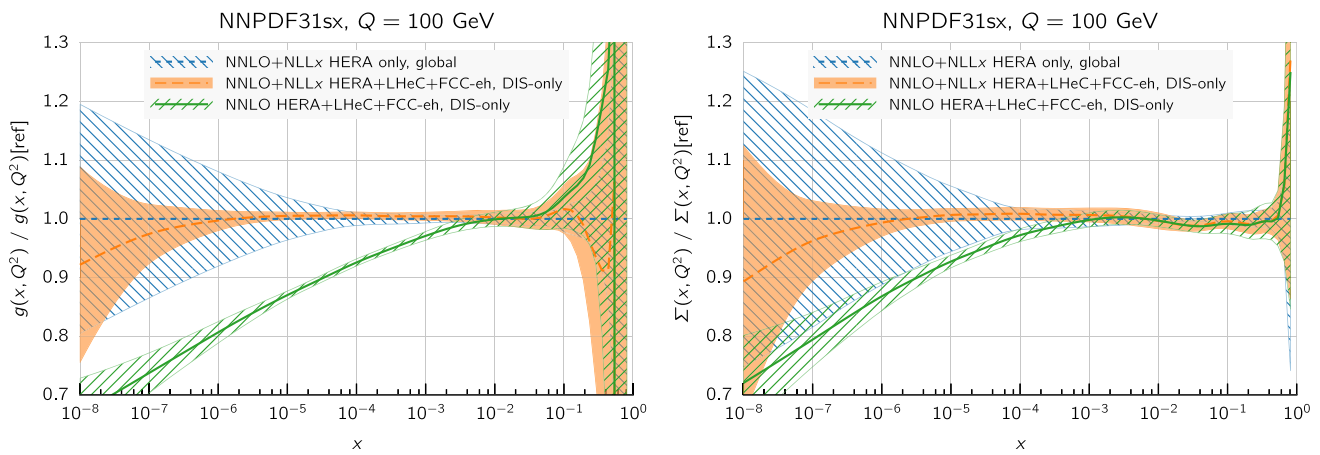 NNPDF31sx, Q = 100 GeV
g(x, Q²) / g(x, Q²)[ref]
1.3
1.2
1.1
1.0
0.9
0.8
0.7
NNLO+NLLx HERA only, global
NNLO+NLLx HERA+LHeC+FCC-eh, DIS-only
NNLO HERA+LHeC+FCC-eh, DIS-only
10⁻⁸ 10⁻⁷ 10⁻⁶ 10⁻⁵ 10⁻⁴ 10⁻³ 10⁻² 10⁻¹ 10⁰
x
NNPDF31sx, Q = 100 GeV
Σ(x, Q²) / Σ(x, Q²)[ref]
1.3
1.2
1.1
1.0
0.9
0.8
0.7
NNLO+NLLx HERA only, global
NNLO+NLLx HERA+LHeC+FCC-eh, DIS-only
NNLO HERA+LHeC+FCC-eh, DIS-only
10⁻⁸ 10⁻⁷ 10⁻⁶ 10⁻⁵ 10⁻⁴ 10⁻³ 10⁻² 10⁻¹ 10⁰
x